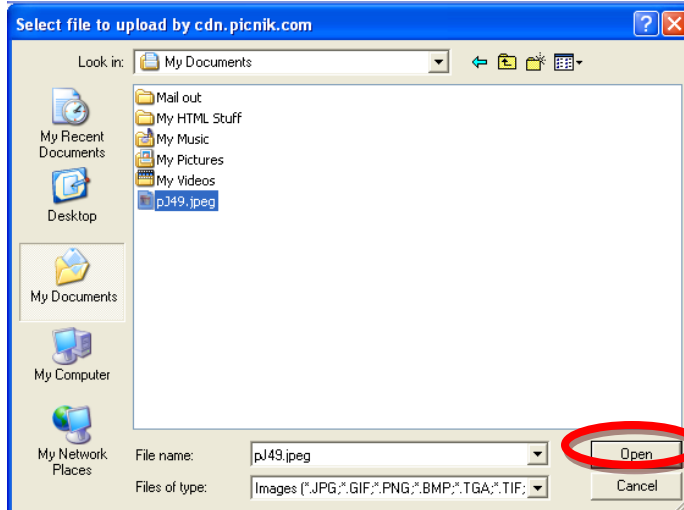 Select file to upload by cdn.picnik.com
Look in:
My Documents
My Recent
Documents
Desktop
My Documents
My Computer
My Network
Places
Mail out
My HTML Stuff
My Music
My Pictures
My Videos
pJ49.jpeg
File name:
pJ49.jpeg
Open
Files of type:
Images (*.JPG;*.GIF;*.PNG;*.BMP;*.TGA;*.TIF;
Cancel